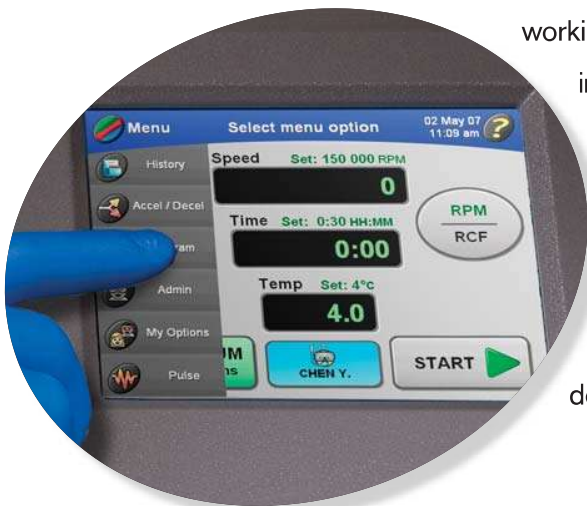 worki
in
Menu Select menu option 02 May 07
11:09 am ?
History
Accel / Decel
ram
Admin
My Options
Pulse
Speed Set: 150 000 RPM
0
Time Set: 0:30 HH:MM
0:00
Temp Set: 4°C
4.0
RPM
RCF
UM
ns
CHEN Y.
START
de